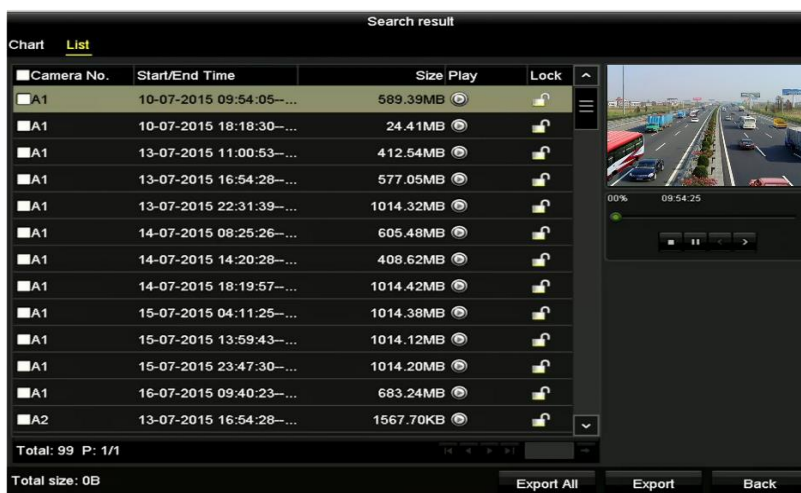 Search result
Chart List
Camera No. Start/End Time Size Play Lock
A1 10-07-2015 09:54:05--... 589.39MB
A1 10-07-2015 18:18:30--... 24.41MB
A1 13-07-2015 11:00:53--... 412.54MB
A1 13-07-2015 16:54:28--... 577.05MB
A1 13-07-2015 22:31:39--... 1014.32MB
A1 14-07-2015 08:25:26--... 605.48MB
A1 14-07-2015 14:20:28--... 408.62MB
A1 14-07-2015 18:19:57--... 1014.42MB
A1 15-07-2015 04:11:25--... 1014.38MB
A1 15-07-2015 13:59:43--... 1014.12MB
A1 15-07-2015 23:47:30--... 1014.20MB
A1 16-07-2015 09:40:23--... 683.24MB
A2 13-07-2015 16:54:28--... 1567.70KB
00% 09:54:25
Total: 99 P: 1/1
Total size: 0B
Export All Export Back